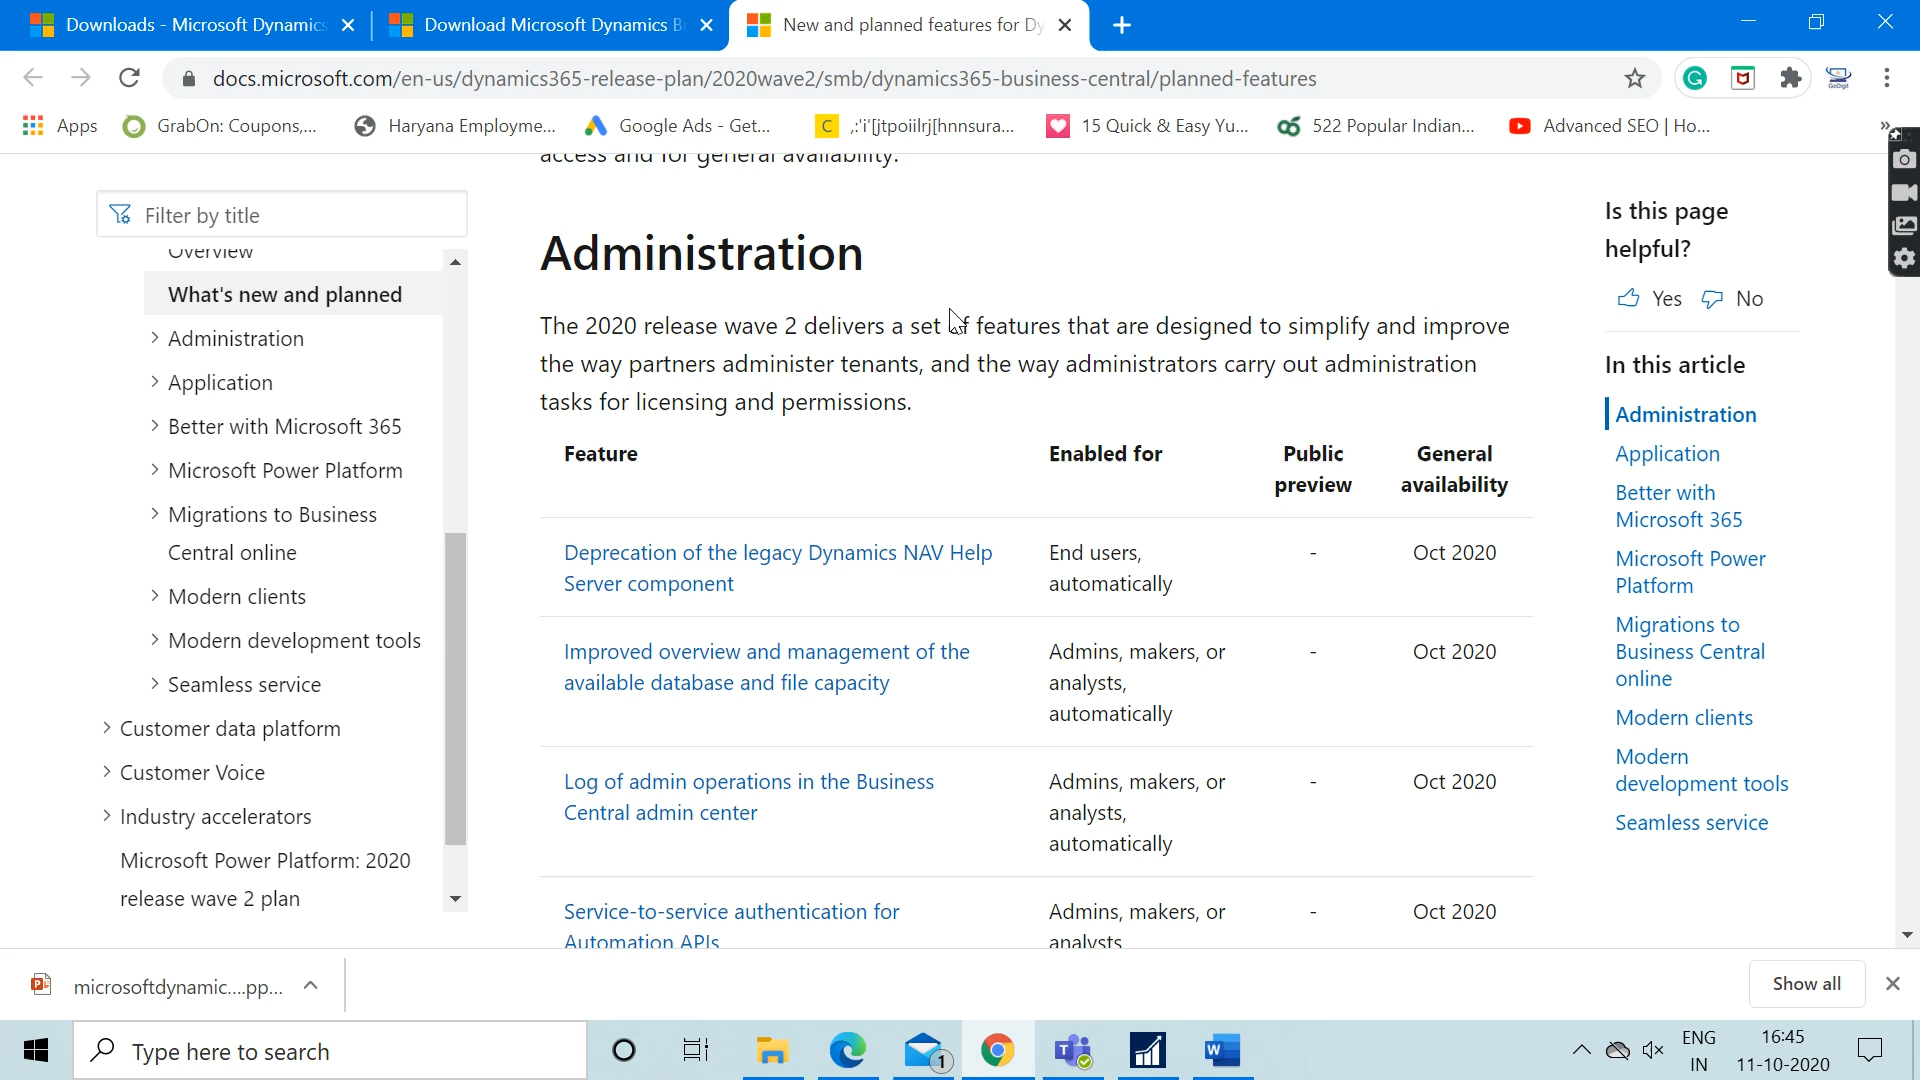 Downloads - Microsoft Dynamics
Download Microsoft Dynamics B
New and planned features for Dy
docs.microsoft.com/en-us/dynamics365-release-plan/2020wave2/smb/dynamics365-business-central/planned-features
Apps
GrabOn: Coupons,...
Haryana Employme...
Google Ads - Get...
C
,:'i'[jtpoiilrj[hnnsura...
15 Quick & Easy Yu...
522 Popular Indian...
Advanced SEO | Ho...
»
access and for general availability.
Filter by title
Overview
What's new and planned
Administration
Application
Better with Microsoft 365
Microsoft Power Platform
Migrations to Business
Central online
Modern clients
Modern development tools
Seamless service
Customer data platform
Customer Voice
Industry accelerators
Microsoft Power Platform: 2020
release wave 2 plan
Administration
The 2020 release wave 2 delivers a set of features that are designed to simplify and improve
the way partners administer tenants, and the way administrators carry out administration
tasks for licensing and permissions.
Feature
Enabled for
Public
preview
General
availability
Deprecation of the legacy Dynamics NAV Help
Server component
End users,
automatically
-
Oct 2020
Improved overview and management of the
available database and file capacity
Admins, makers, or
analysts,
automatically
-
Oct 2020
Log of admin operations in the Business
Central admin center
Admins, makers, or
analysts,
automatically
-
Oct 2020
Service-to-service authentication for
Automation APIs
Admins, makers, or
analysts
-
Oct 2020
Is this page
helpful?
Yes
No
In this article
Administration
Application
Better with
Microsoft 365
Microsoft Power
Platform
Migrations to
Business Central
online
Modern clients
Modern
development tools
Seamless service
microsoftdynamic....pp...
Show all
Type here to search
1
ENG
IN
16:45
11-10-2020